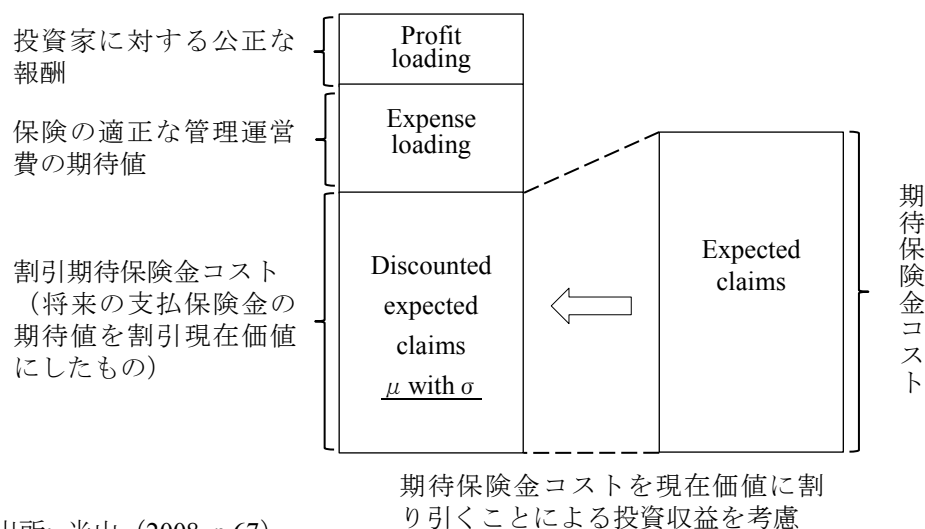 投資家に対する公正な
報酬
Profit
loading
保険の適正な管理運営
費の期待値
Expense
loading
割引期待保険金コスト
（将来の支払保険金の
期待値を割引現在価値
にしたもの）
Discounted
expected
claims
μ with σ
Expected
claims
期待保険金コスト
期待保険金コストを現在価値に割
り引くことによる投資収益を考慮
(2008, p.67)